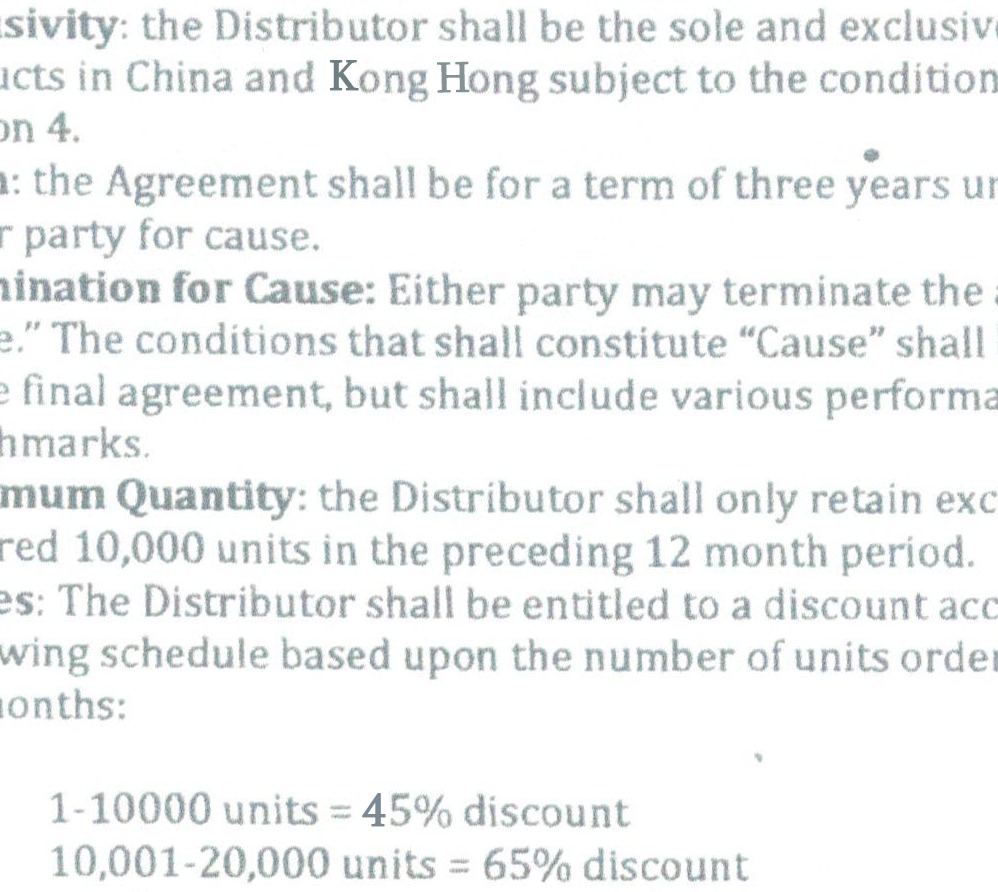 sivity: the Distributor shall be the sole and exclusiv
ucts in China and Kong Hong subject to the condition
on 4.
: the Agreement shall be for a term of three years un
r party for cause.
ination for Cause: Either party may terminate the
e.” The conditions that shall constitute “Cause” shall
e final agreement, but shall include various performa
hmarks.
mum Quantity: the Distributor shall only retain exc
red 10,000 units in the preceding 12 month period.
es: The Distributor shall be entitled to a discount acc
wing schedule based upon the number of units order
onths:
1-10000 units = 45% discount
10,001-20,000 units = 65% discount